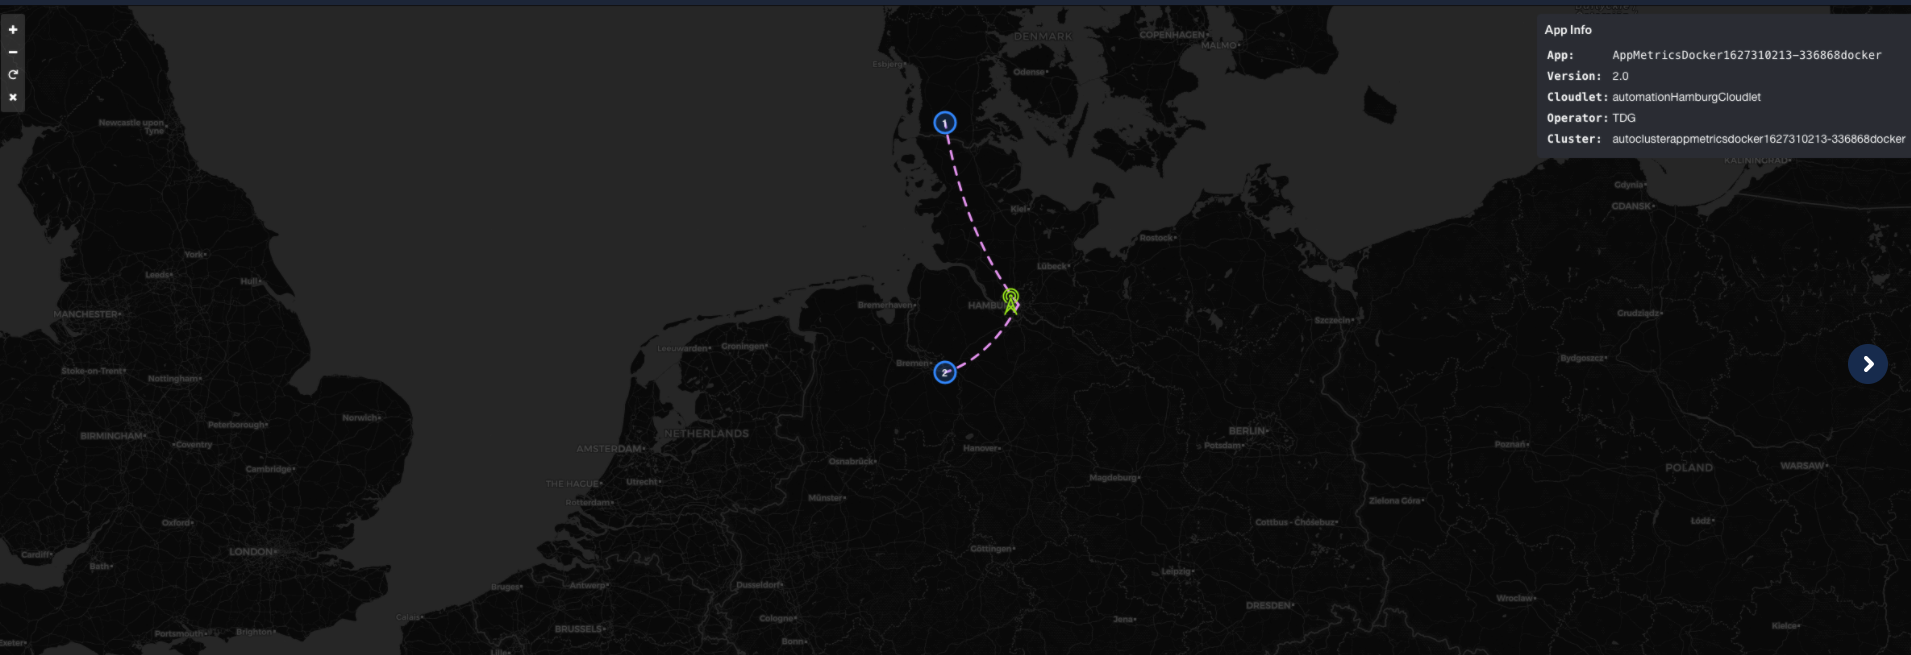 App Info
App: AppMetricsDocker1627310213-336868docker
Version: 2.0
Cloudlet: automationHamburgCloudlet
Operator: TDG
Cluster: autoclusterappmetricsdocker1627310213-336868docker
DENMARK
COPENHAGEN
MALMO
Esbjerg
Odense
1
Newcastle upon
Tyne
KALININGRAD
Gdynia
GDANSK
Kiel
Rostock
York
Lübeck
Leeds
Hull
Bremerhaven
HAMBU
MANCHESTER
Grudziądz
Szczecin
Leeuwarden
Groningen
Bydgoszcz
Bremen
2
Stoke-on-Trent
Nottingham
Norwich
Peterborough
NETHERLANDS
BERLIN
BIRMINGHAM
Coventry
AMSTERDAM
Hanover
Potsdam
Poznań
Osnabrück
Cambridge
POLAND
WARSAW
THE HAGUE
Utrecht
Magdeburg
Münster
Rotterdam
Zielona Góra
Oxford
Cottbus - Chóśebuz
Łódź
LONDON
Cardiff
Göttingen
Bath
Leipzig
Bruges
Antwerp
Dusseldorf
Wroclaw
DRESDEN
Calais
Cologne
Jena
Kielce
Portsmouth
Brighton
BRUSSELS
Bonn
Exeter
Lille